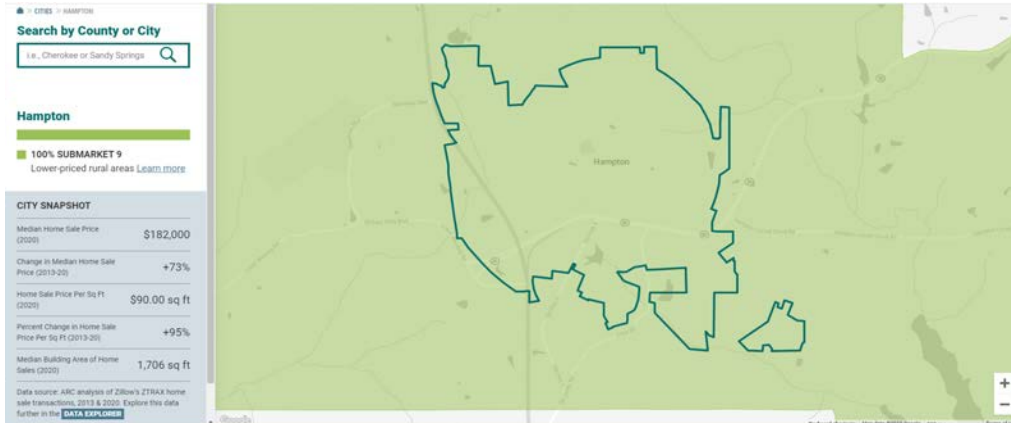 > CITIES > HAMPTON
Search by County or City
i.e., Cherokee or Sandy Springs
Hampton
100% SUBMARKET 9
Lower-priced rural areas Learn more
CITY SNAPSHOT
Median Home Sale Price
(2020)
$182,000
Change in Median Home Sale
Price (2013-20)
+73%
Home Sale Price Per Sq Ft
(2020)
$90.00 sq ft
Percent Change in Home Sale
Price Per Sq Ft (2013-20)
+95%
Median Building Area of Home
Sales (2020)
1,706 sq ft
Data source: ARC analysis of Zillow's ZTRAX home
sale transactions, 2013 & 2020. Explore this data
further in the DATA EXPLORER
Hampton
Google
+
−